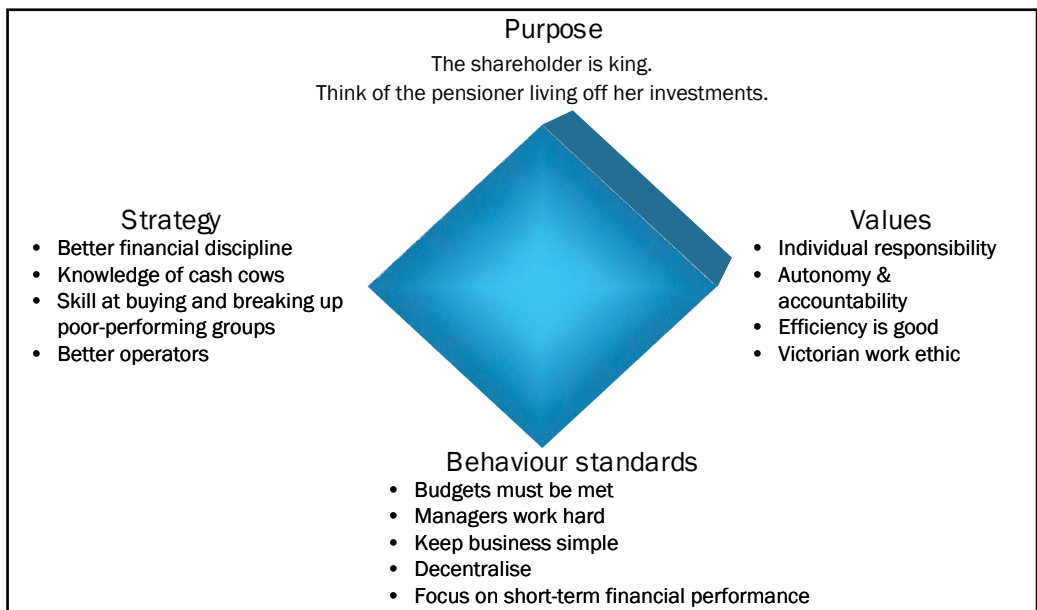 Purpose
The shareholder is king.
Think of the pensioner living off her investments.
Strategy
• Better financial discipline
• Knowledge of cash cows
• Skill at buying and breaking up
poor-performing groups
• Better operators
Values
• Individual responsibility
• Autonomy &
accountability
• Efficiency is good
• Victorian work ethic
Behaviour standards
• Budgets must be met
• Managers work hard
• Keep business simple
• Decentralise
• Focus on short-term financial performance